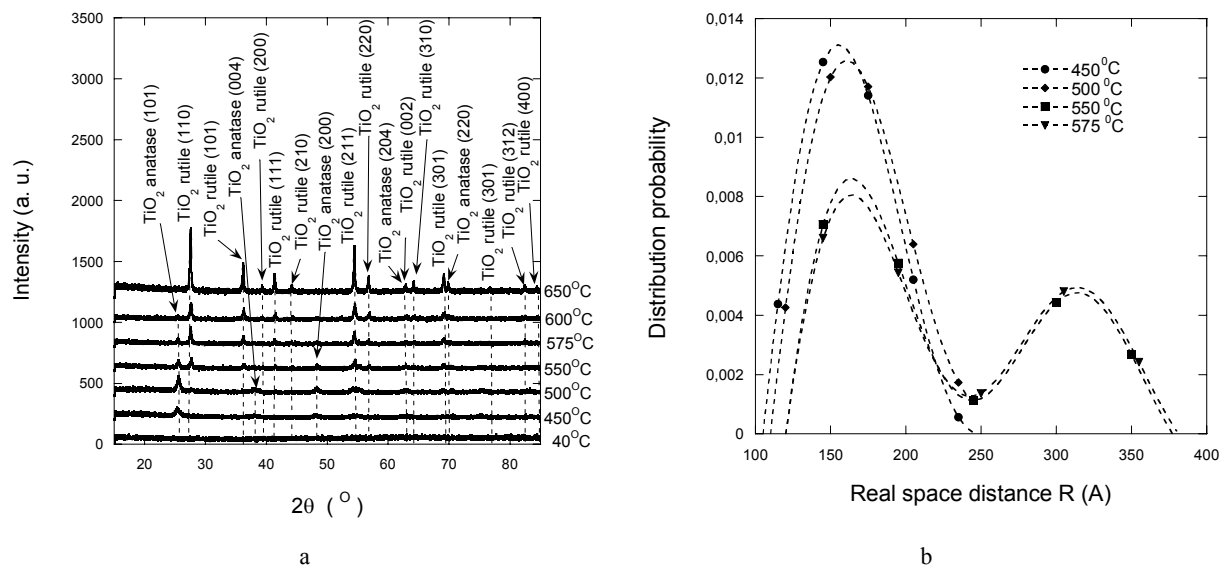 3500
3000
2500
2000
1500
1000
500
0
Intensity (a. u.)
TiO2 anatase (101)
TiO2 rutile (110)
TiO2 rutile (101)
TiO2 anatase (004)
TiO2 rutile (200)
TiO2 rutile (111)
TiO2 rutile (210)
TiO2 anatase (200)
TiO2 rutile (211)
TiO2 rutile (220)
TiO2 anatase (204)
TiO2 rutile (002)
TiO2 rutile (310)
TiO2 rutile (301)
TiO2 anatase (220)
TiO2 rutile (301)
TiO2 rutile (312)
TiO2 rutile (400)
650°C
600°C
575°C
550°C
500°C
450°C
40°C
20 30 40 50 60 70 80
2θ ( O )
a
0,014
0,012
0,01
0,008
0,006
0,004
0,002
0
Distribution probability
450 0C
500 0C
550 0C
575 0C
100 150 200 250 300 350 400
Real space distance R (A)
b